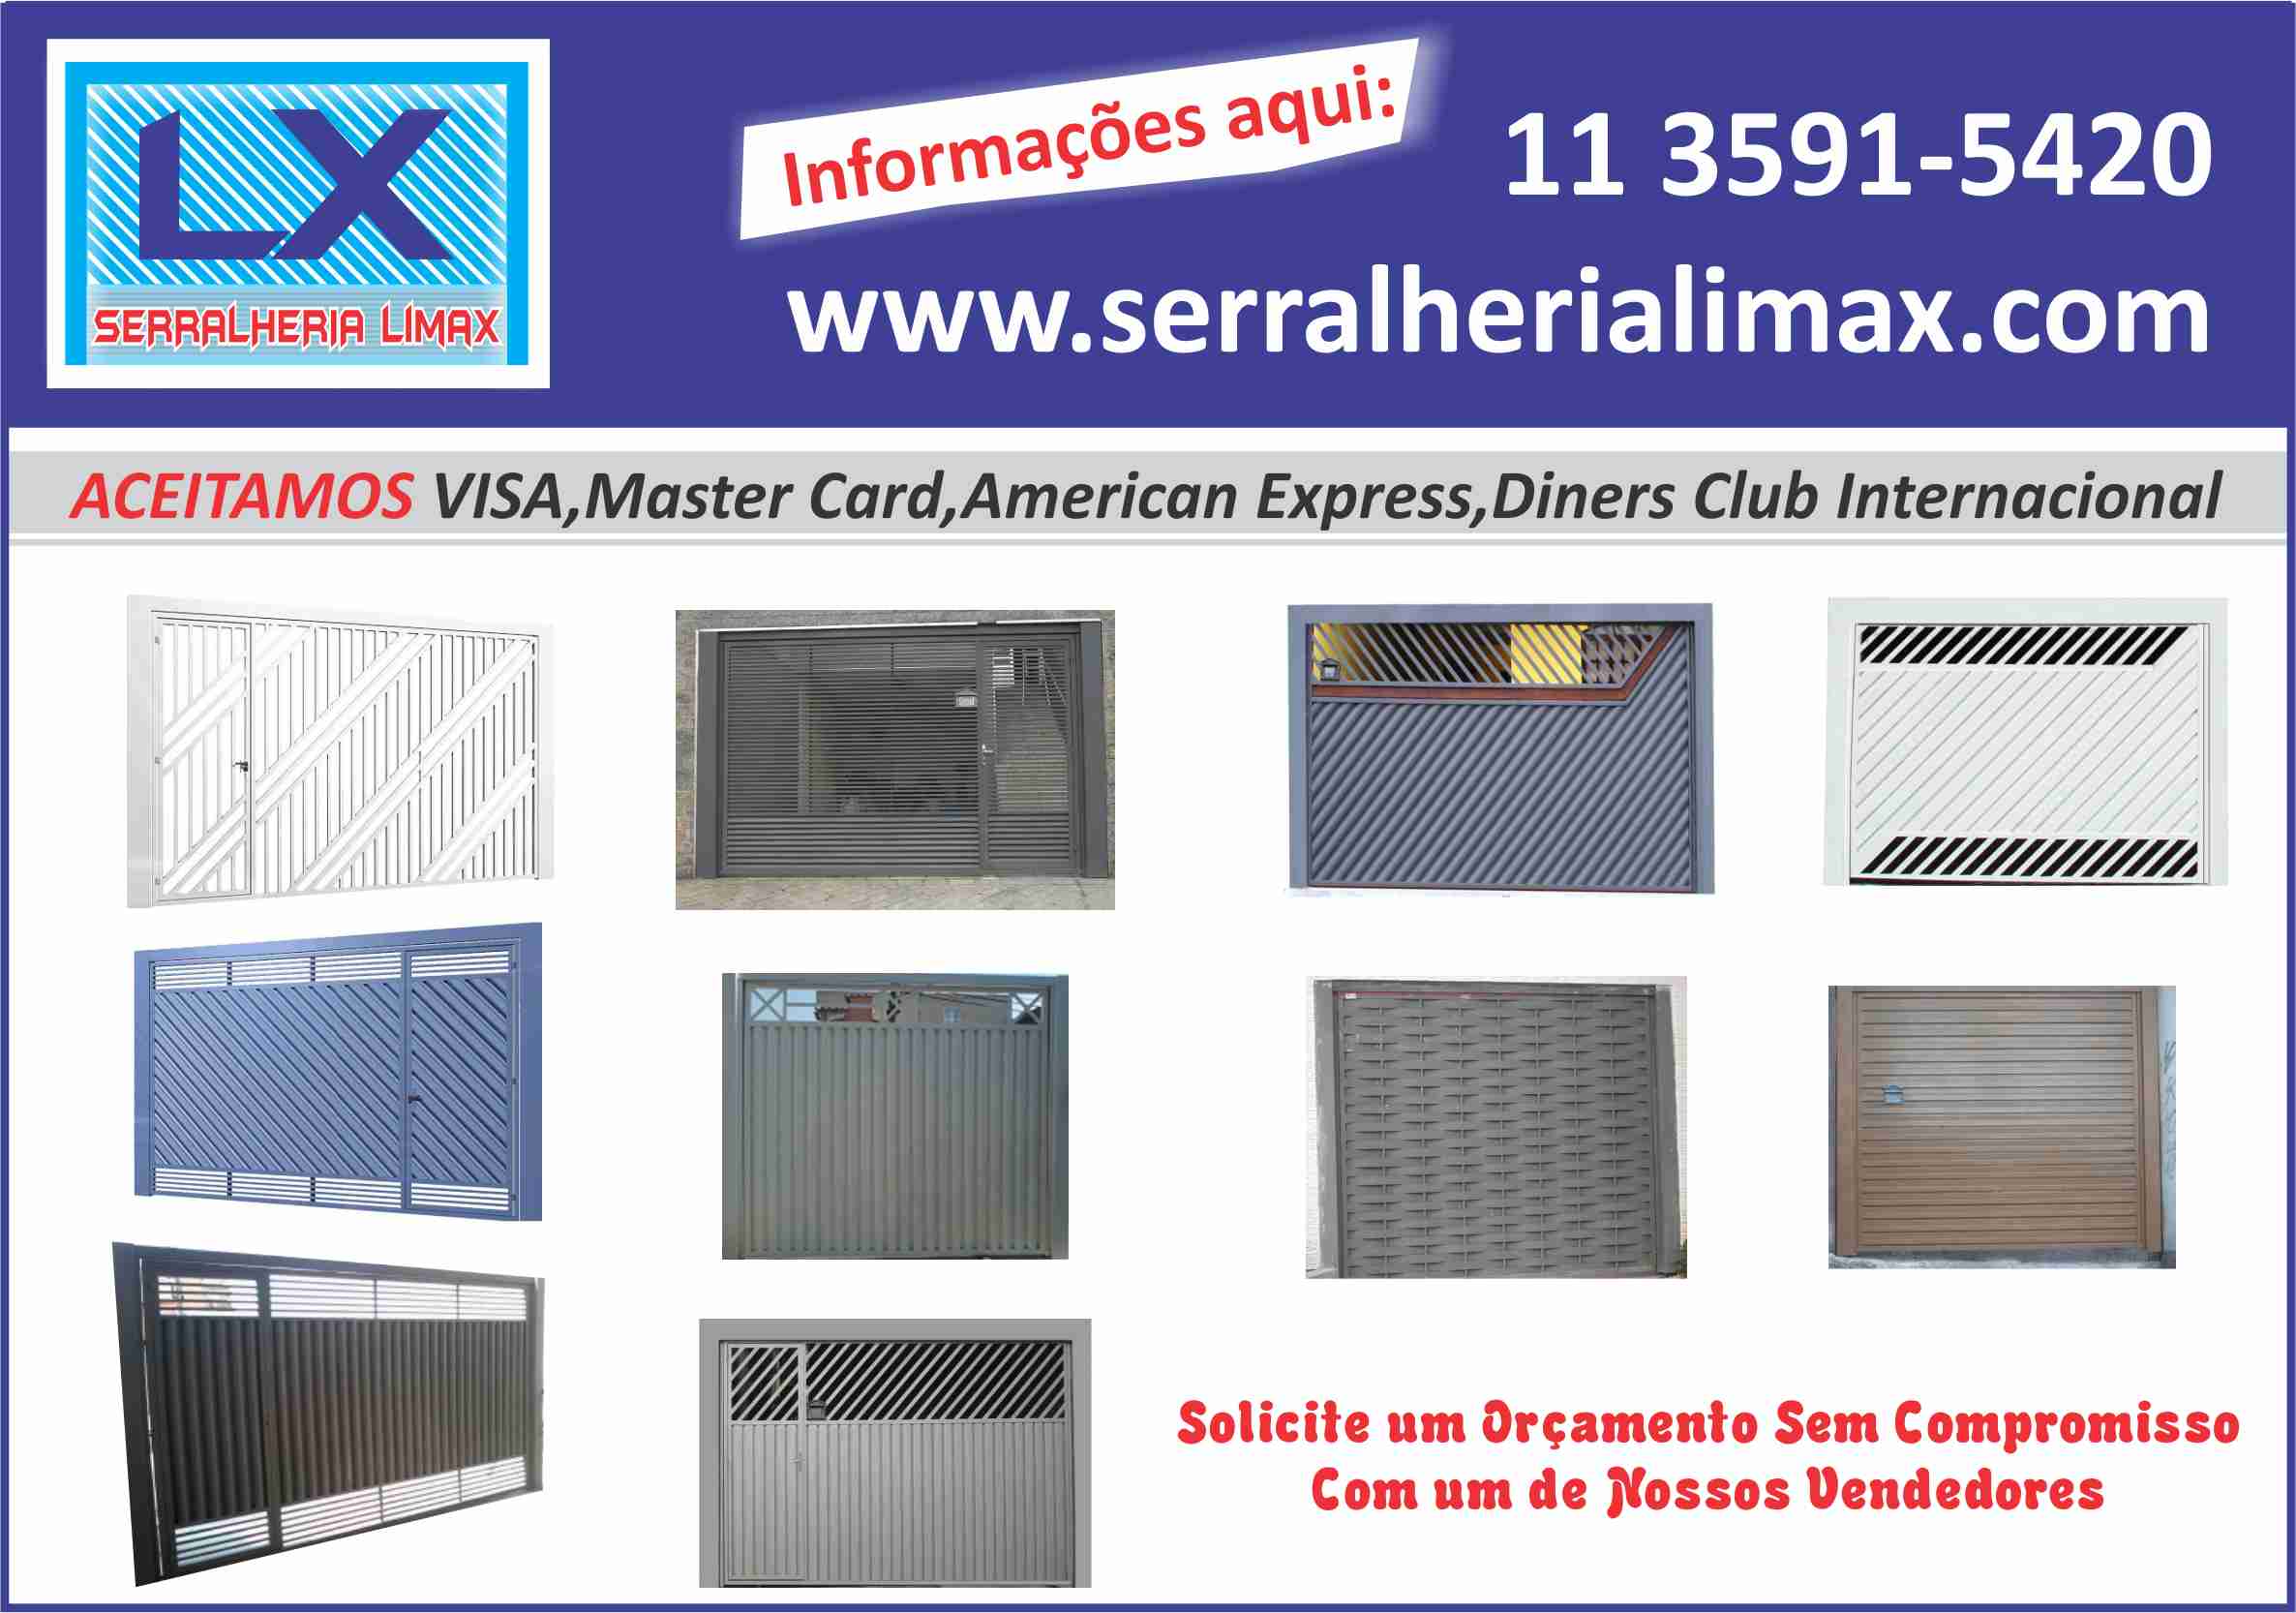 LX
SERRALHERIA LIMAX
Informações aqui:
11 3591-5420
www.serralherialimax.com
ACEITAMOS VISA,Master Card,American Express,Diners Club Internacional
Solicite um Orçamento Sem Compromisso
Com um de Nossos Vendedores